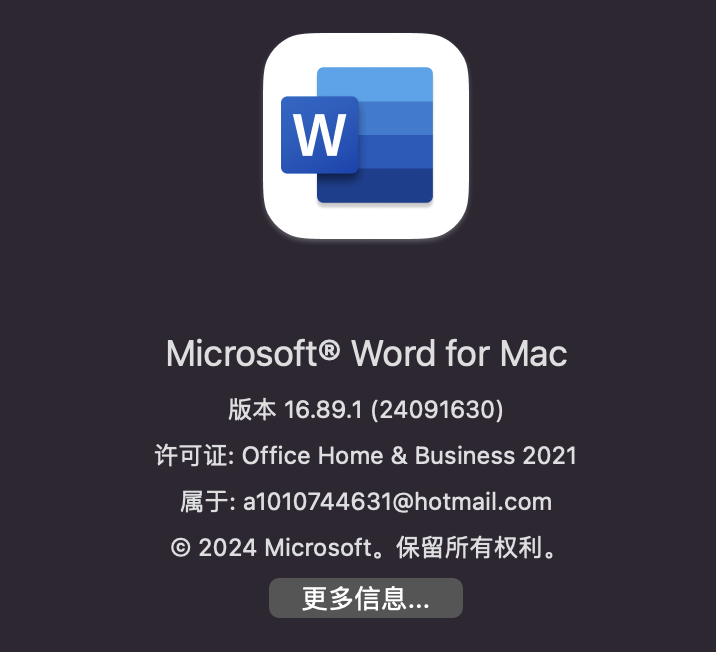 W
Microsoft® Word for Mac
版本 16.89.1 (24091630)
许可证: Office Home & Business 2021
属于: a1010744631@hotmail.com
© 2024 Microsoft。保留所有权利。
更多信息...